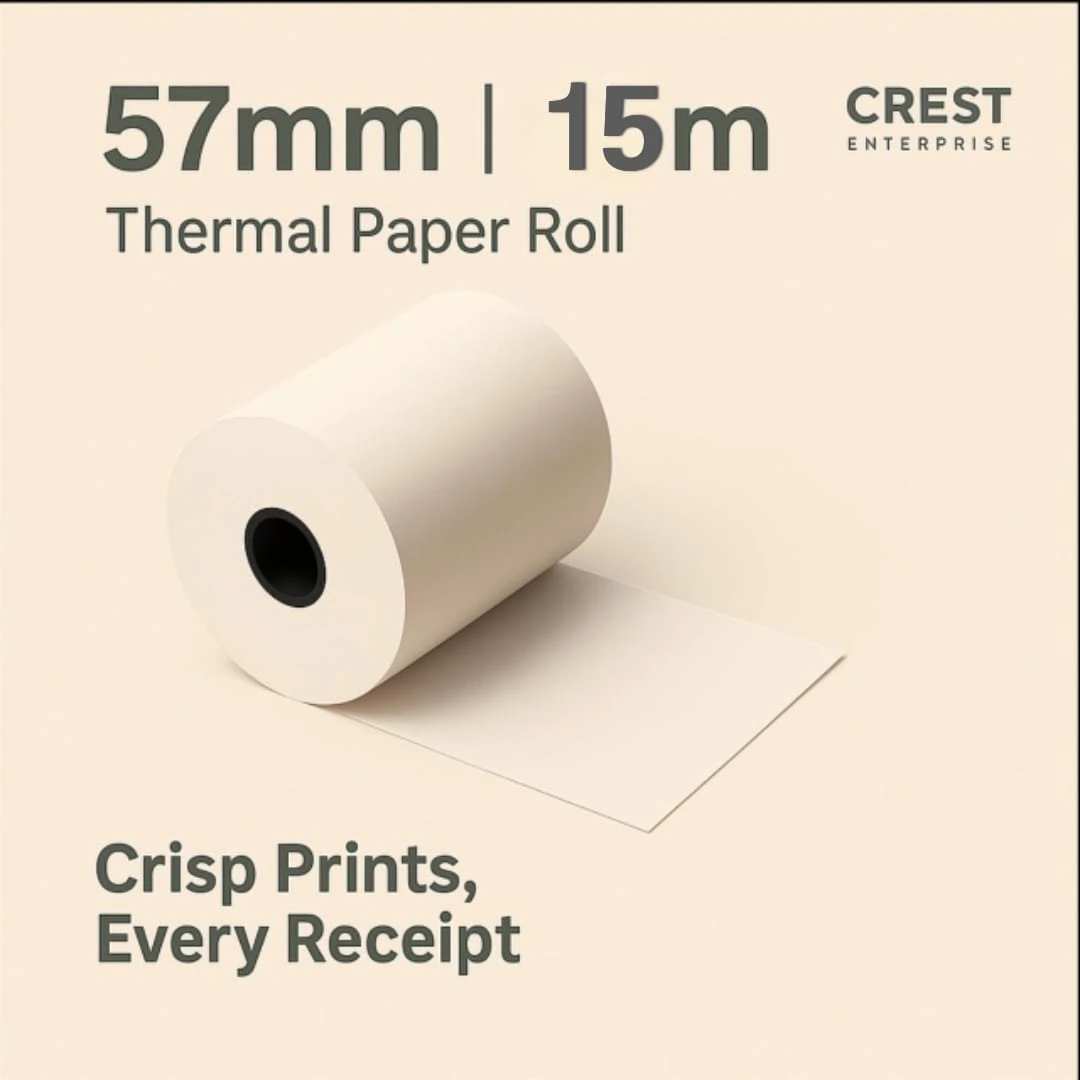 57mm | 15m
CREST
ENTERPRISE
Thermal Paper Roll
Crisp Prints,
Every Receipt